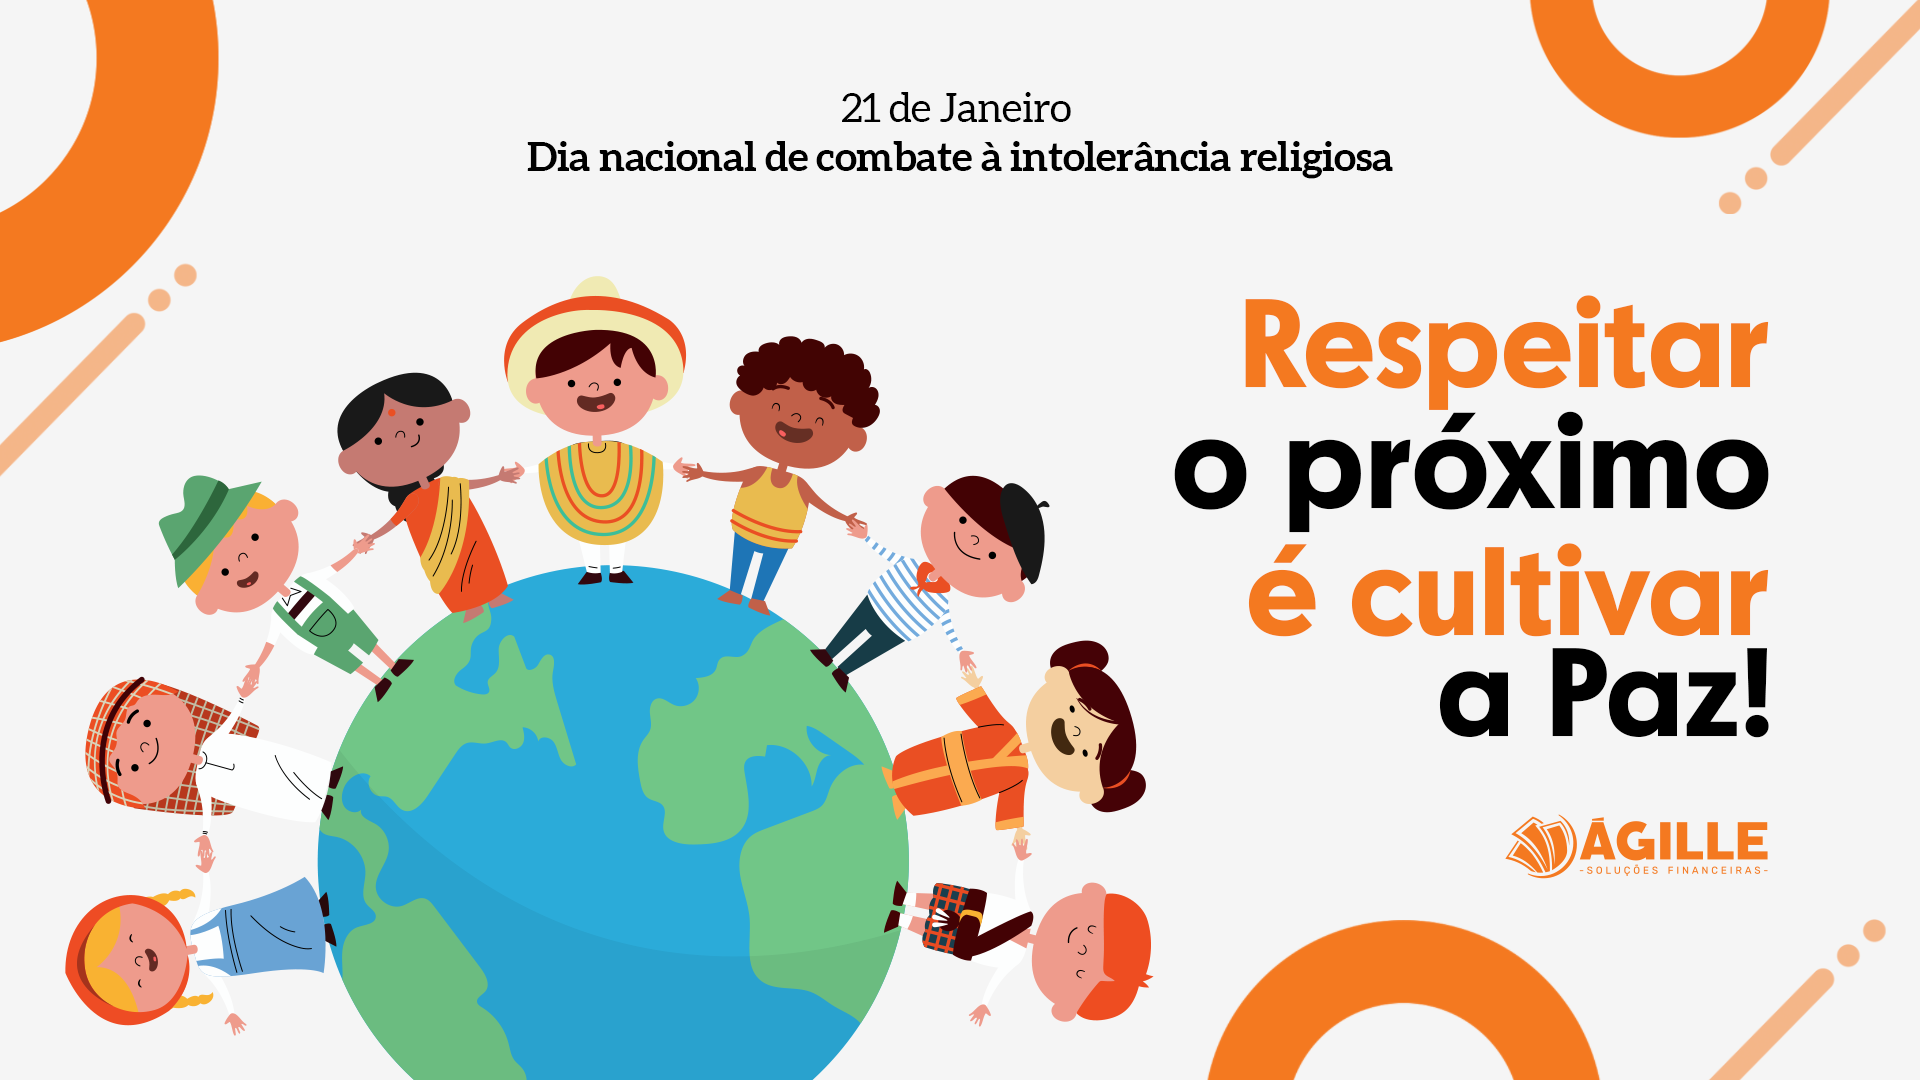 21 de Janeiro
Dia nacional de combate à intolerância religiosa
Respeitar
o próximo
é cultivar
a Paz!
ÁGILLE
-SOLUÇÕES FINANCEIRAS-